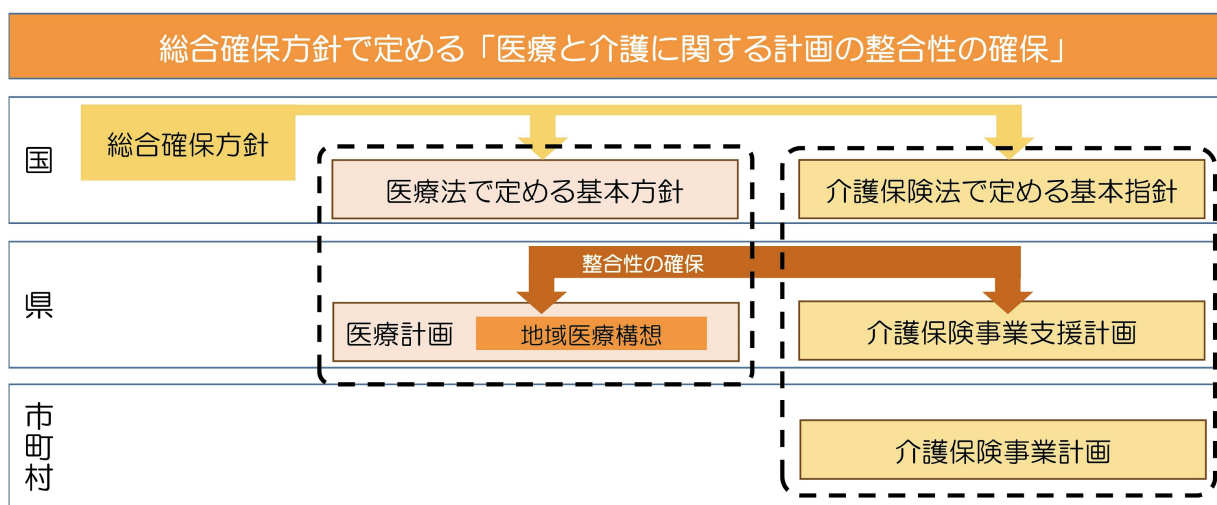 総合確保方針で定める「医療と介護に関する計画の整合性の確保」
国
総合確保方針
医療法で定める基本方針
介護保険法で定める基本指針
県
整合性の確保
医療計画
地域医療構想
介護保険事業支援計画
市町村
介護保険事業計画